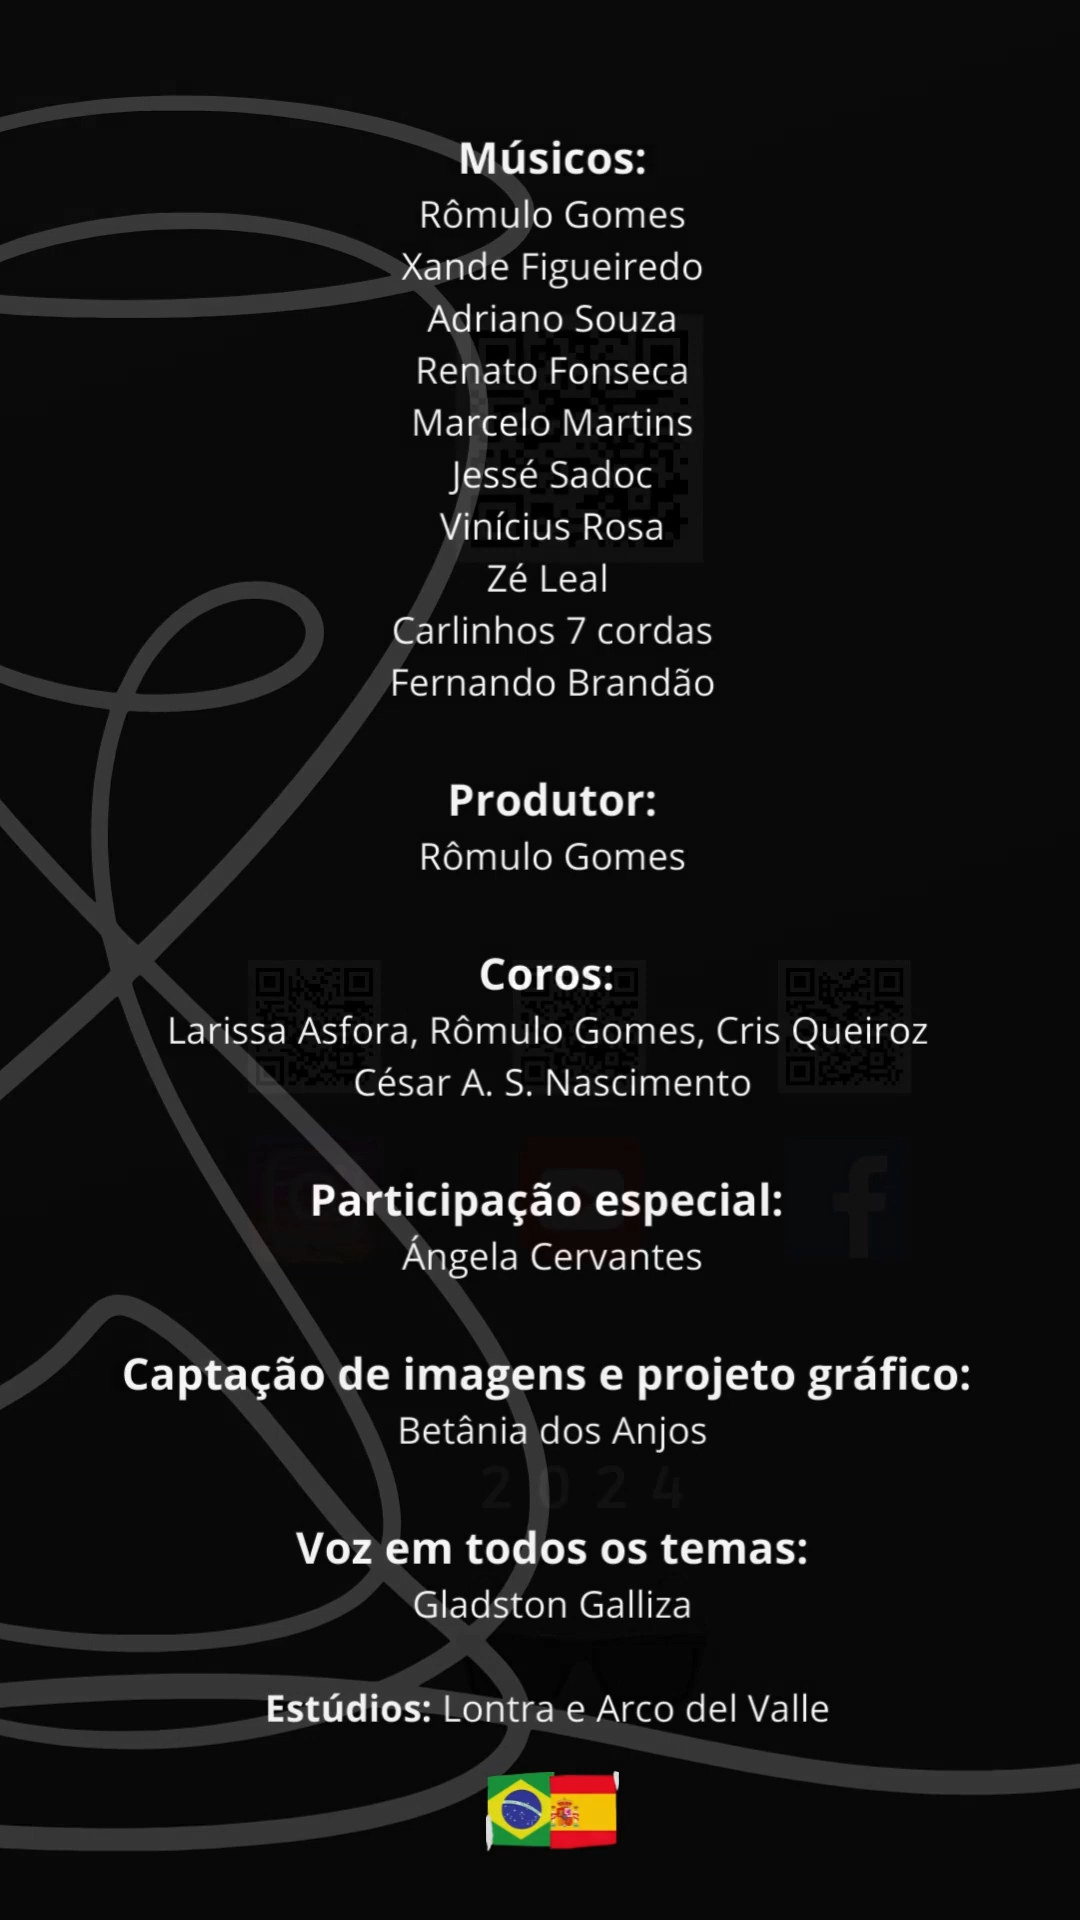 Músicos:
Rômulo Gomes
Xande Figueiredo
Adriano Souza
Renato Fonseca
Marcelo Martins
Jessé Sadoc
Vinícius Rosa
Zé Leal
Carlinhos 7 cordas
Fernando Brandão
Produtor:
Rômulo Gomes
Coros:
Larissa Asfora, Rômulo Gomes, Cris Queiroz
César A. S. Nascimento
Participação especial:
Ángela Cervantes
Captação de imagens e projeto gráfico:
Betânia dos Anjos
2024
Voz em todos os temas:
Gladston Galliza
Estúdios: Lontra e Arco del Valle